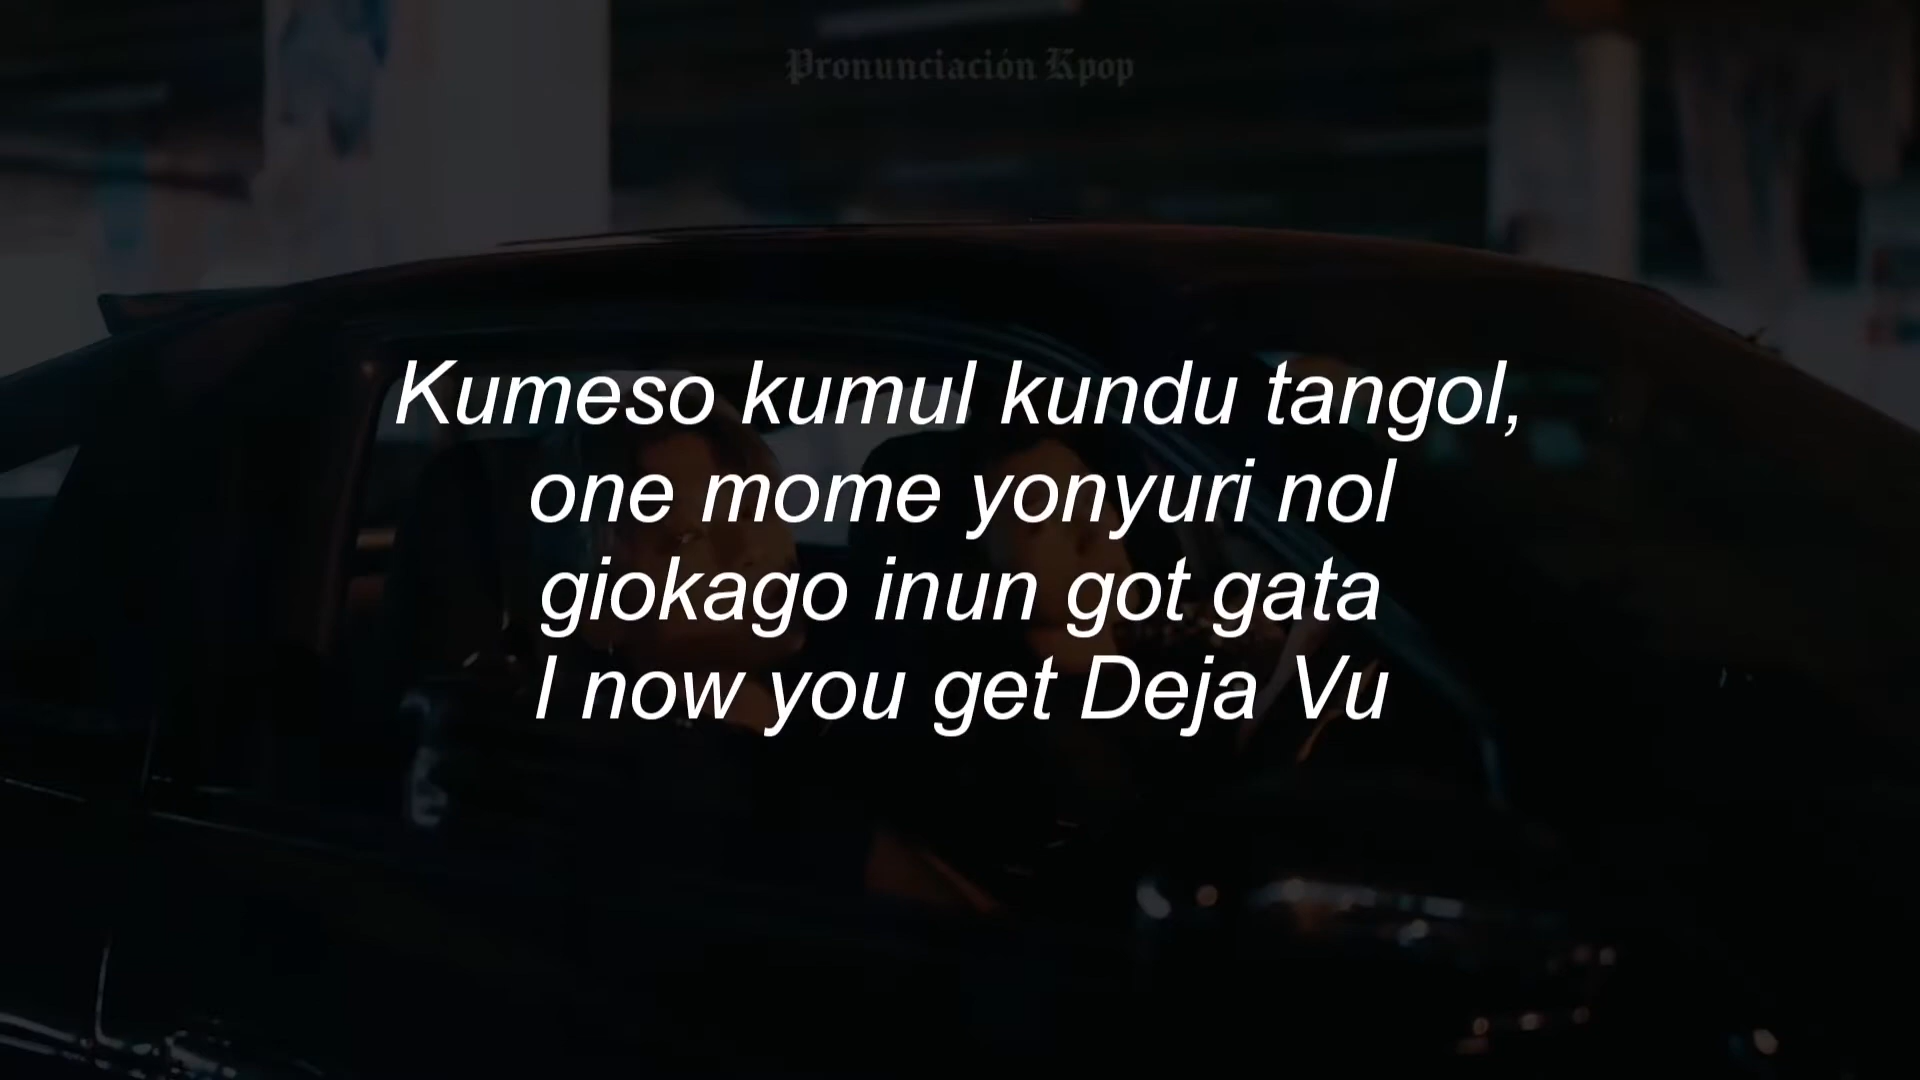 Pronunciación Kpop
Kumeso kumul kundu tangol,
one mome yonyuri nol
giokago inun got gata
I now you get Deja Vu